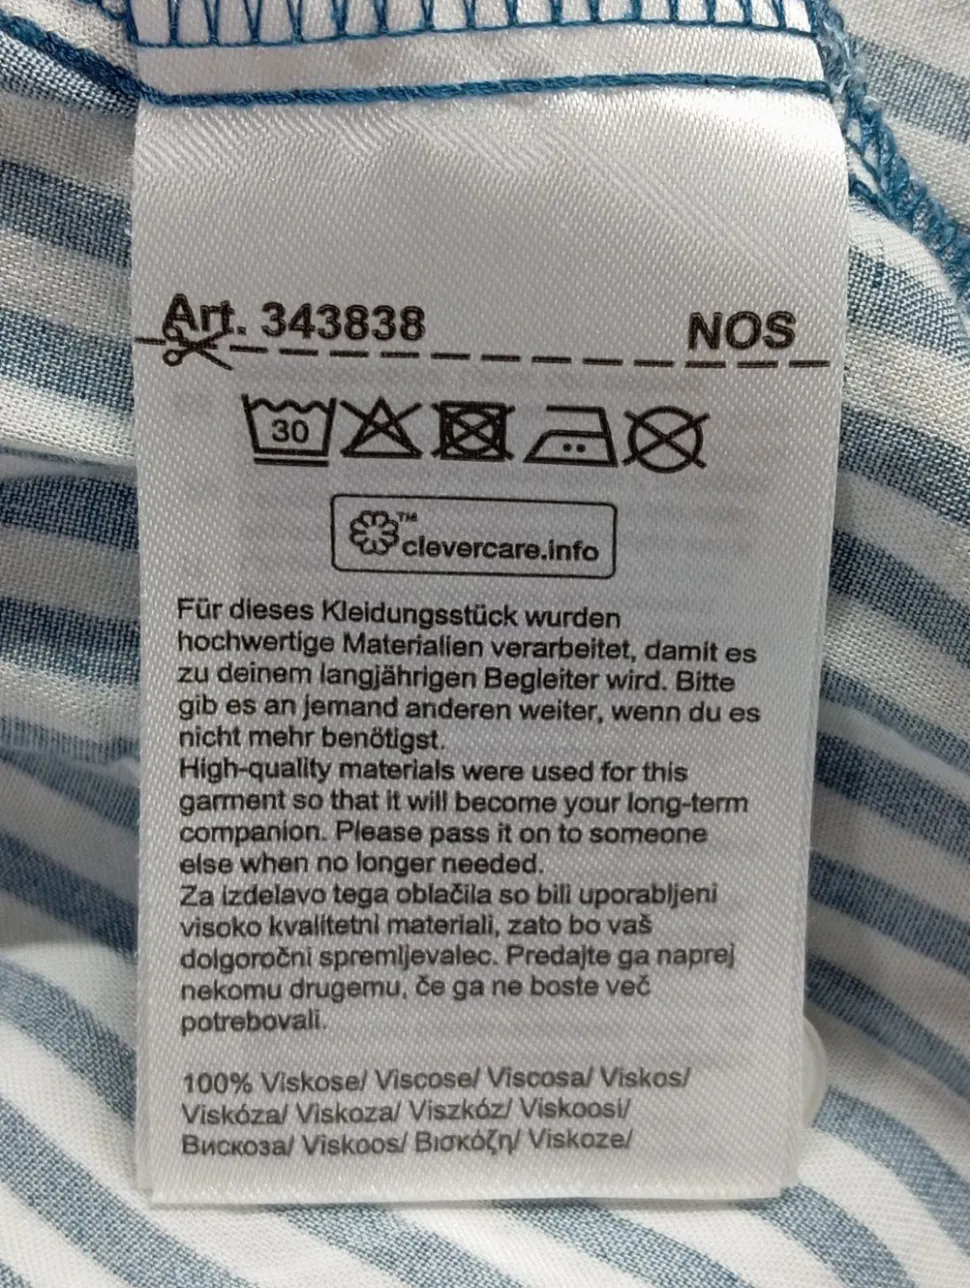 Art. 343838 NOS
30
™
clevercare.info
Für dieses Kleidungsstück wurden
hochwertige Materialien verarbeitet, damit es
zu deinem langjährigen Begleiter wird. Bitte
gib es an jemand anderen weiter, wenn du es
nicht mehr benötigst.
High-quality materials were used for this
garment so that it will become your long-term
companion. Please pass it on to someone
else when no longer needed.
Za izdelavo tega oblačila so bili uporabljeni
visoko kvalitetni materiali, zato bo vaš
dolgoročni spremljevalec. Predajte ga naprej
nekomu drugemu, če ga ne boste več
potrebovali.
100% Viskose/ Viscose/ Viscosa/ Viskos/
Viskóza/ Viskoza/ Viszkóz/ Viskoosi/
Вискоза/ Viskoos/ Βισκόζη/ Viskoze/